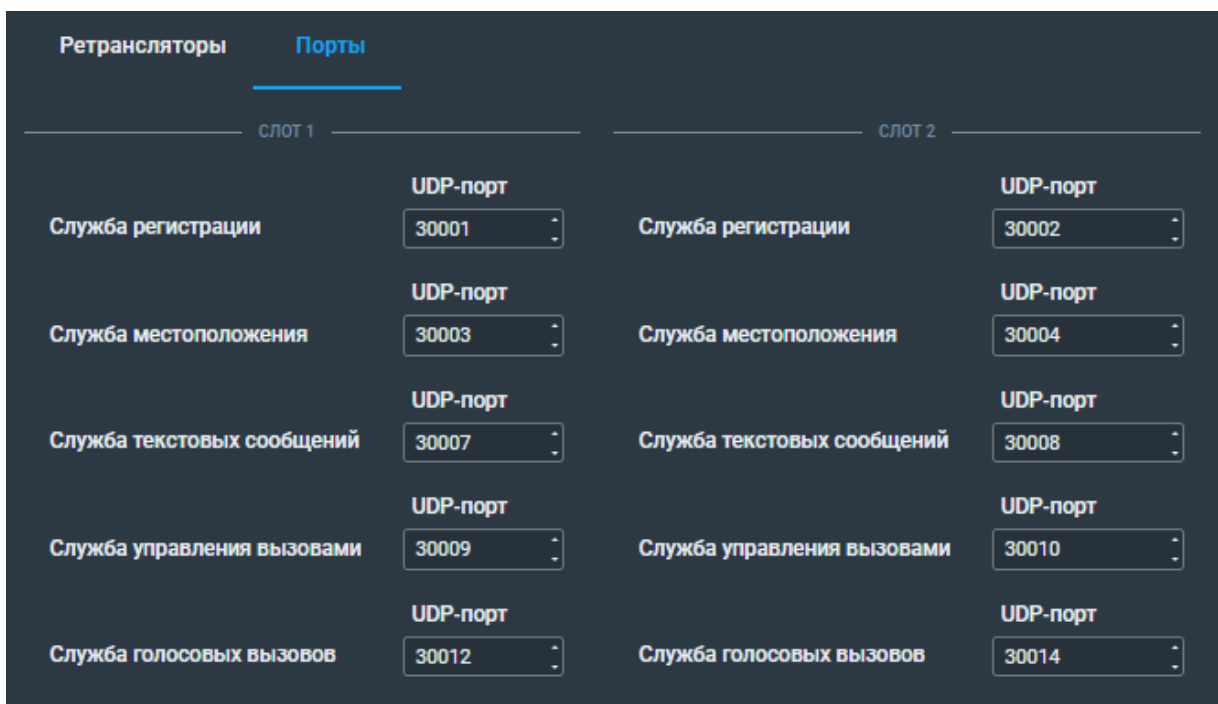 Ретрансляторы Порты
СЛОТ 1 СЛОТ 2
UDP-порт UDP-порт
Служба регистрации 30001 Служба регистрации 30002
UDP-порт UDP-порт
Служба местоположения 30003 Служба местоположения 30004
UDP-порт UDP-порт
Служба текстовых сообщений 30007 Служба текстовых сообщений 30008
UDP-порт UDP-порт
Служба управления вызовами 30009 Служба управления вызовами 30010
UDP-порт UDP-порт
Служба голосовых вызовов 30012 Служба голосовых вызовов 30014